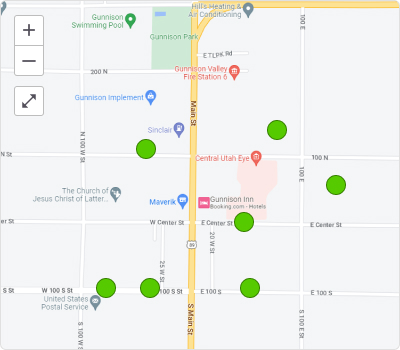 Hill's Heating &
Air Conditioning
Gunnison
Swimming Pool
Gunnison Park
100 E
E TLPK Rd
200 N
Gunnison Valley
Fire Station 6
Gunnison Implement
Main St
Sinclair
N 100 W St
N St
Central Utah Eye
100 N
100 E
The Church of
Jesus Christ of Latter...
Maverik
Gunnison Inn
Booking.com - Hotels
er St
W Center St
E Center St
E Center St
20 W St
89
25 W St
S St
W 100 S St
100 S St
E 100 S
E 100 S
United States
Postal Service
S Main St
S 100 W St
S 100 E St